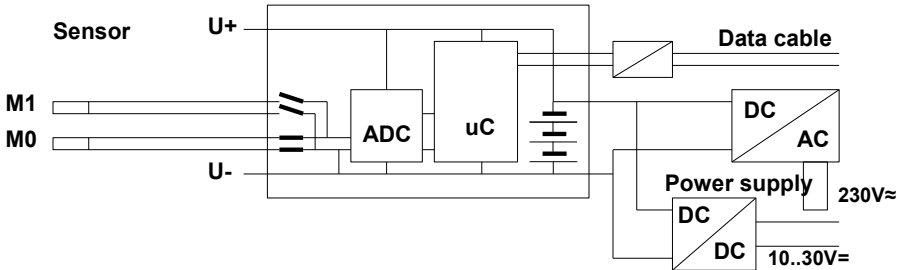 Sensor
U+
Data cable
M1
M0
ADC
uC
DC
AC
U-
Power supply
230V≈
DC
DC
10..30V=